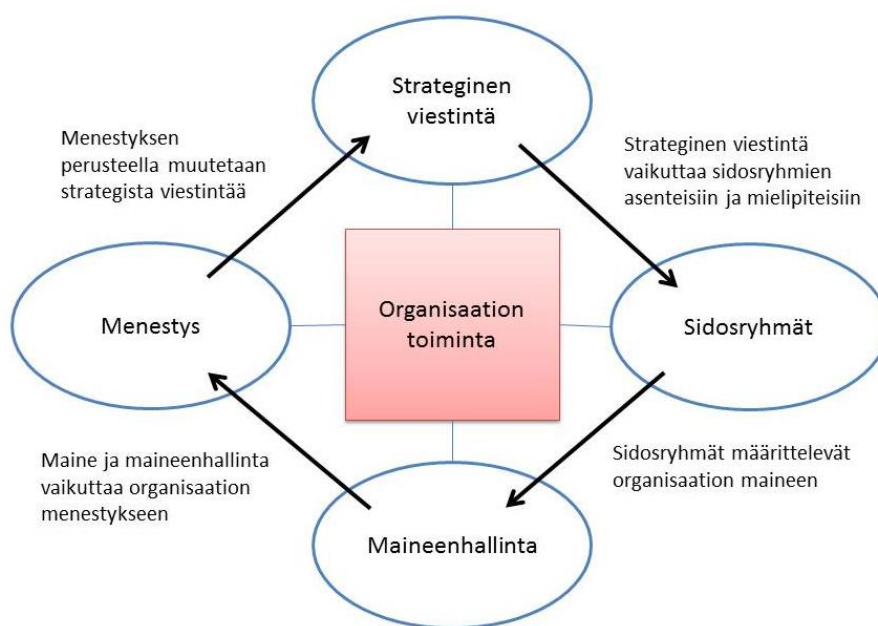 Strateginen
viestintä
Menestyksen
perusteella muutetaan
strategista viestintää
Strateginen viestintä
vaikuttaa sidosryhmien
asenteisiin ja mielipiteisiin
Menestys
Organisaation
toiminta
Sidosryhmät
Maine ja maineenhallinta
vaikuttaa organisaation
menestykseen
Sidosryhmät määrittelevät
organisaation maineen
Maineenhallinta